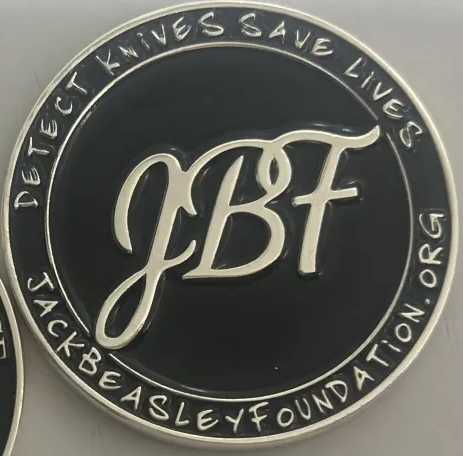 DETECT KNIVES SAVE LIVES
JBF
JACKBEASLEYFOUNDATION.ORG